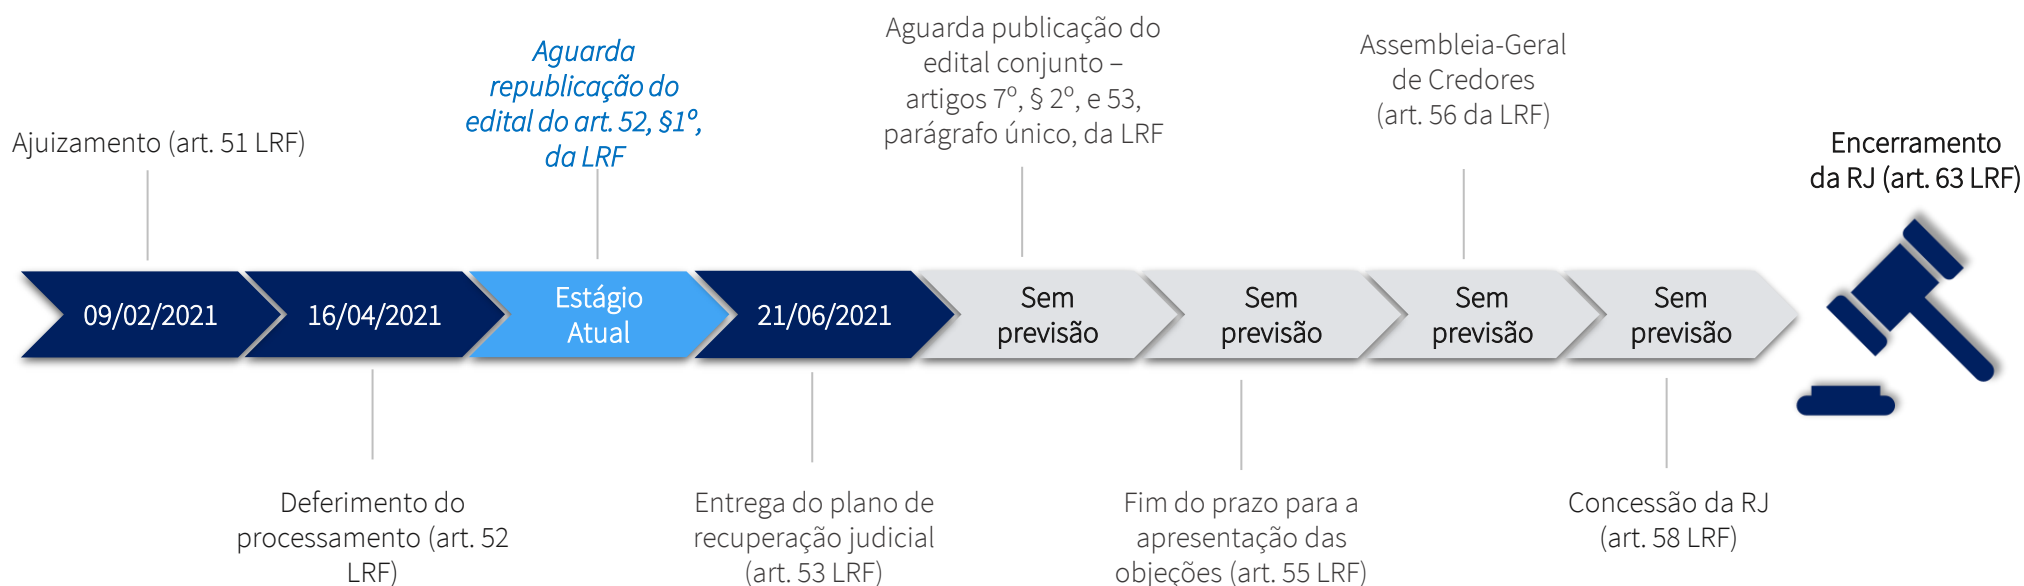 Ajuizamento (art. 51 LRF)
Aguarda
republicação do
edital do art. 52, §1º,
da LRF
Aguarda publicação do
edital conjunto –
artigos 7º, § 2º, e 53,
parágrafo único, da LRF
Assembleia-Geral
de Credores
(art. 56 da LRF)
Encerramento
da RJ (art. 63 LRF)
09/02/2021
16/04/2021
Estágio
Atual
21/06/2021
Sem
previsão
Sem
previsão
Sem
previsão
Sem
previsão
Deferimento do
processamento (art. 52
LRF)
Entrega do plano de
recuperação judicial
(art. 53 LRF)
Fim do prazo para a
apresentação das
objeções (art. 55 LRF)
Concessão da RJ
(art. 58 LRF)